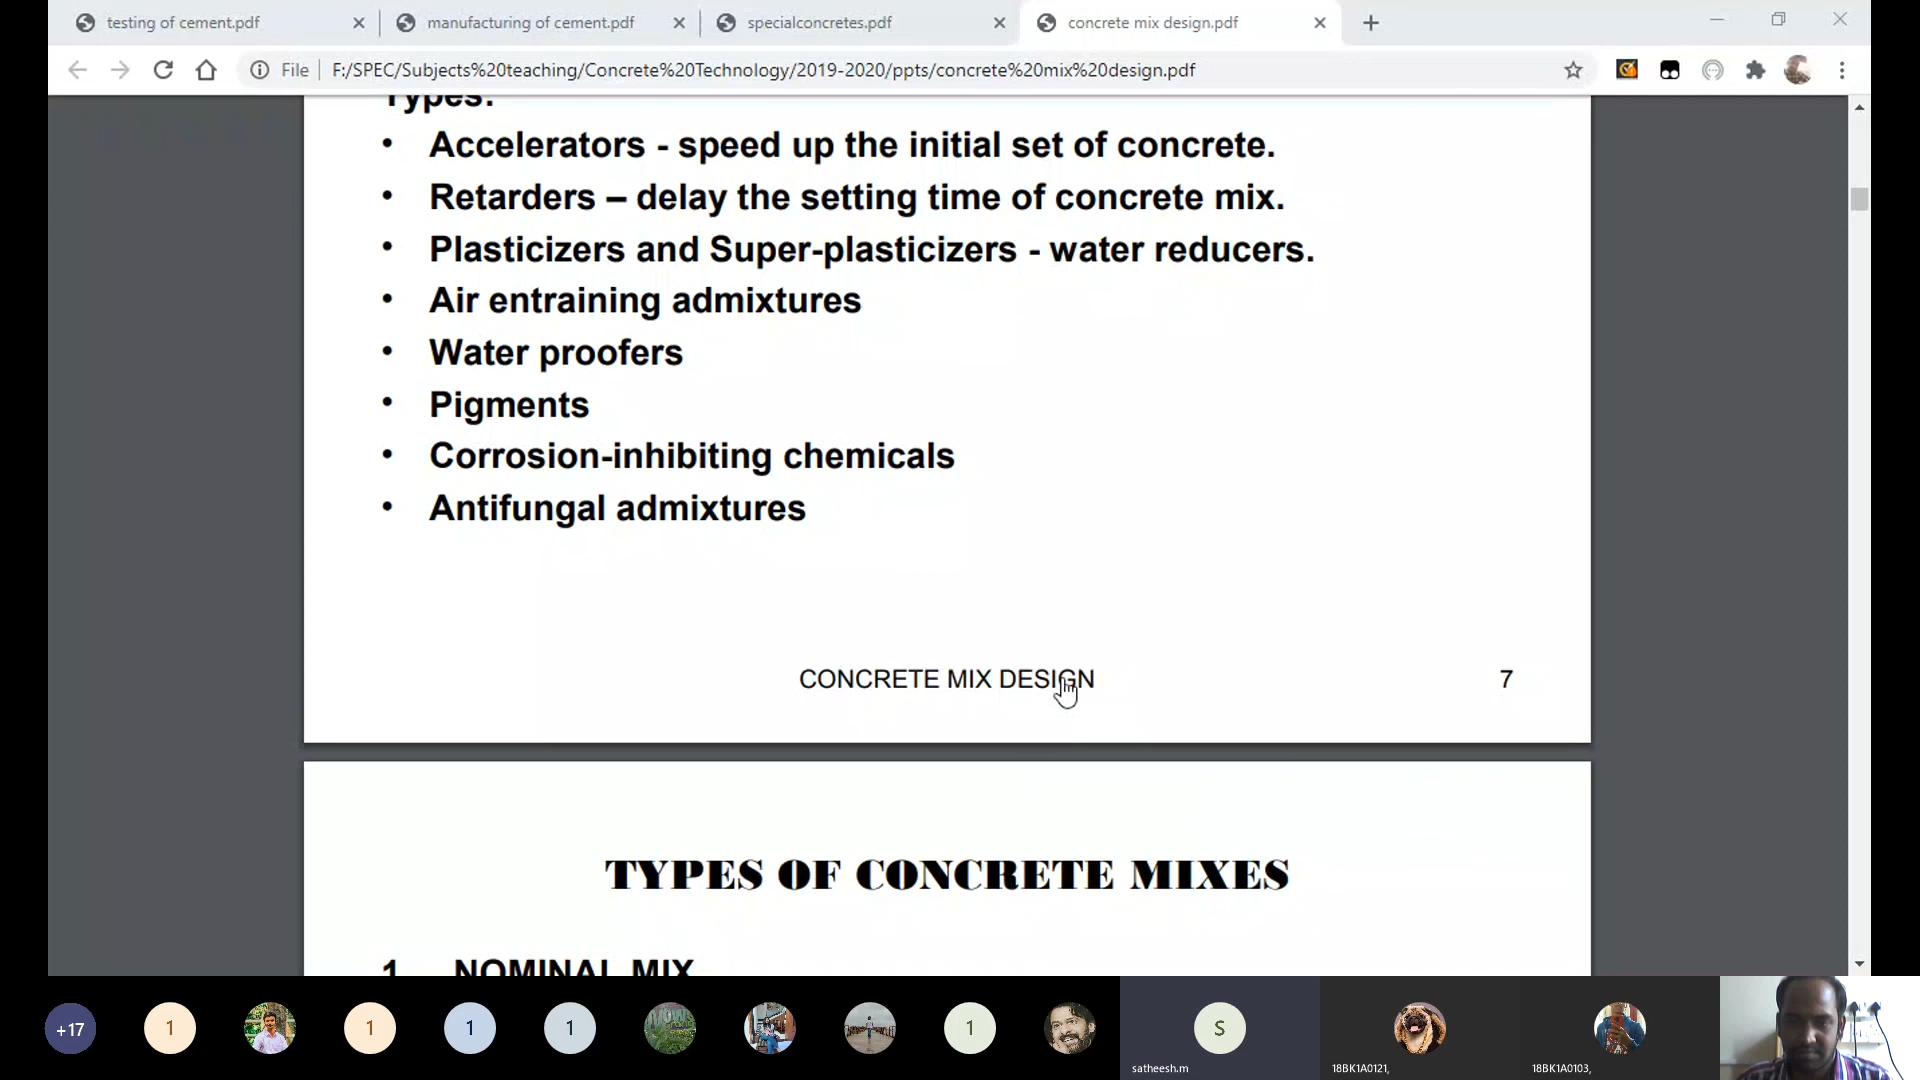 testing of cement.pdf
manufacturing of cement.pdf
specialconcretes.pdf
concrete mix design.pdf
File
F:/SPEC/Subjects%20teaching/Concrete%20Technology/2019-2020/ppts/concrete%20mix%20design.pdf
Types:
• Accelerators - speed up the initial set of concrete.
• Retarders – delay the setting time of concrete mix.
• Plasticizers and Super-plasticizers - water reducers.
• Air entraining admixtures
• Water proofers
• Pigments
• Corrosion-inhibiting chemicals
• Antifungal admixtures
CONCRETE MIX DESIGN
7
TYPES OF CONCRETE MIXES
1. NOMINAL MIX
+17
1
1
1
1
1
S
satheesh.m
18BK1A0121,
18BK1A0103,